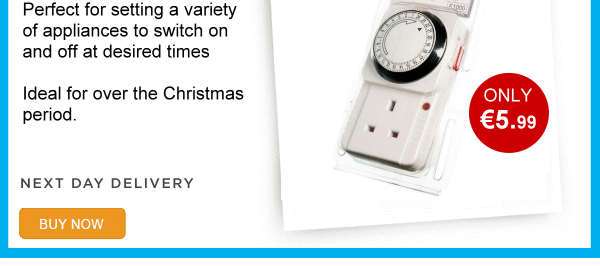 Perfect for setting a variety
of appliances to switch on
and off at desired times
Ideal for over the Christmas
period.
ONLY
€5.99
NEXT DAY DELIVERY
BUY NOW